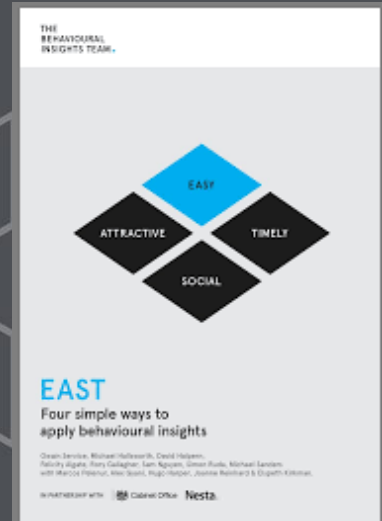 THE
BEHAVIOURAL
INSIGHTS TEAM.
EASY
ATTRACTIVE
TIMELY
SOCIAL
EAST
Four simple ways to
apply behavioural insights
Owain Service, Michael Hallsworth, David Halpern,
Felicity Algate, Rory Gallagher, Sam Nguyen, Simon Ruda, Michael Sanders
with Marcos Pelenur, Alex Gyani, Hugo Harper, Joanne Reinhard & Elspeth Kirkman.
IN PARTNERSHIP WITH Cabinet Office Nesta.